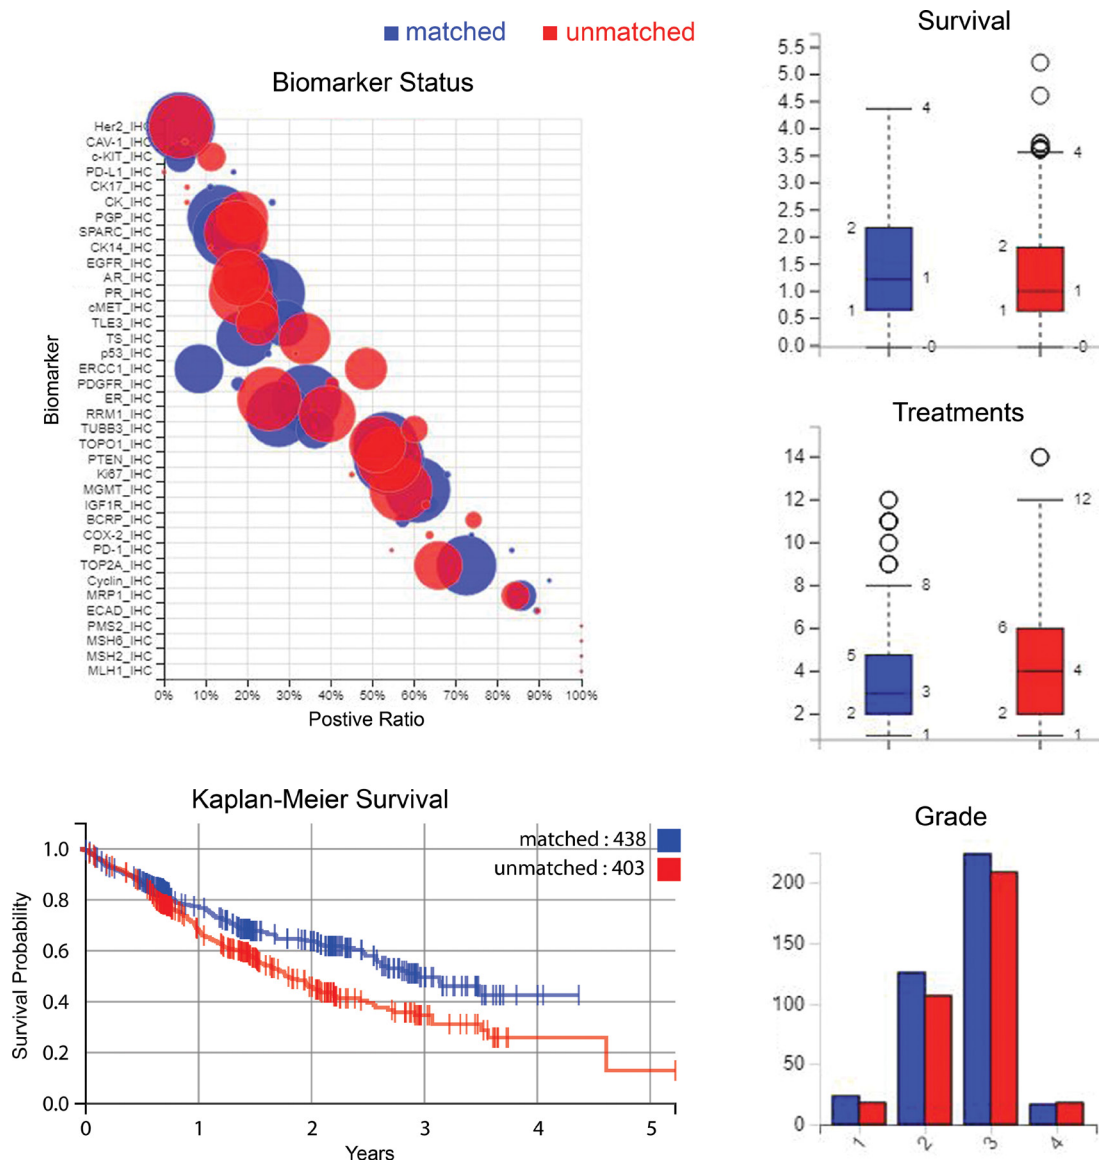 matched unmatched
Biomarker Status
Biomarker
Her2_IHC
CAV-1_IHC
c-KIT_IHC
PD-L1_IHC
CK17_IHC
CK_IHC
PGP_IHC
SPARC_IHC
CK14_IHC
EGFR_IHC
AR_IHC
PR_IHC
cMET_IHC
TLE3_IHC
TS_IHC
p53_IHC
ERCC1_IHC
PDGFR_IHC
ER_IHC
RRM1_IHC
TUBB3_IHC
TOPO1_IHC
PTEN_IHC
Ki67_IHC
MGMT_IHC
IGF1R_IHC
BCRP_IHC
COX-2_IHC
PD-1_IHC
TOP2A_IHC
Cyclin_IHC
MRP1_IHC
ECAD_IHC
PMS2_IHC
MSH6_IHC
MSH2_IHC
MLH1_IHC
0% 10% 20% 30% 40% 50% 60% 70% 80% 90% 100%
Postive Ratio
Survival
5.5
5.0
4.5
4.0
3.5
3.0
2.5
2.0
1.5
1.0
0.5
0.0
4
2
1
1
-0
4
2
1
1
-0
Treatments
14
12
10
8
6
4
2
8
5
3
2
1
12
6
4
2
1
Kaplan-Meier Survival
matched : 438
unmatched : 403
Survival Probability
1.0
0.8
0.6
0.4
0.2
0.0
0 1 2 3 4 5
Years
Grade
200
150
100
50
0
1 2 3 4